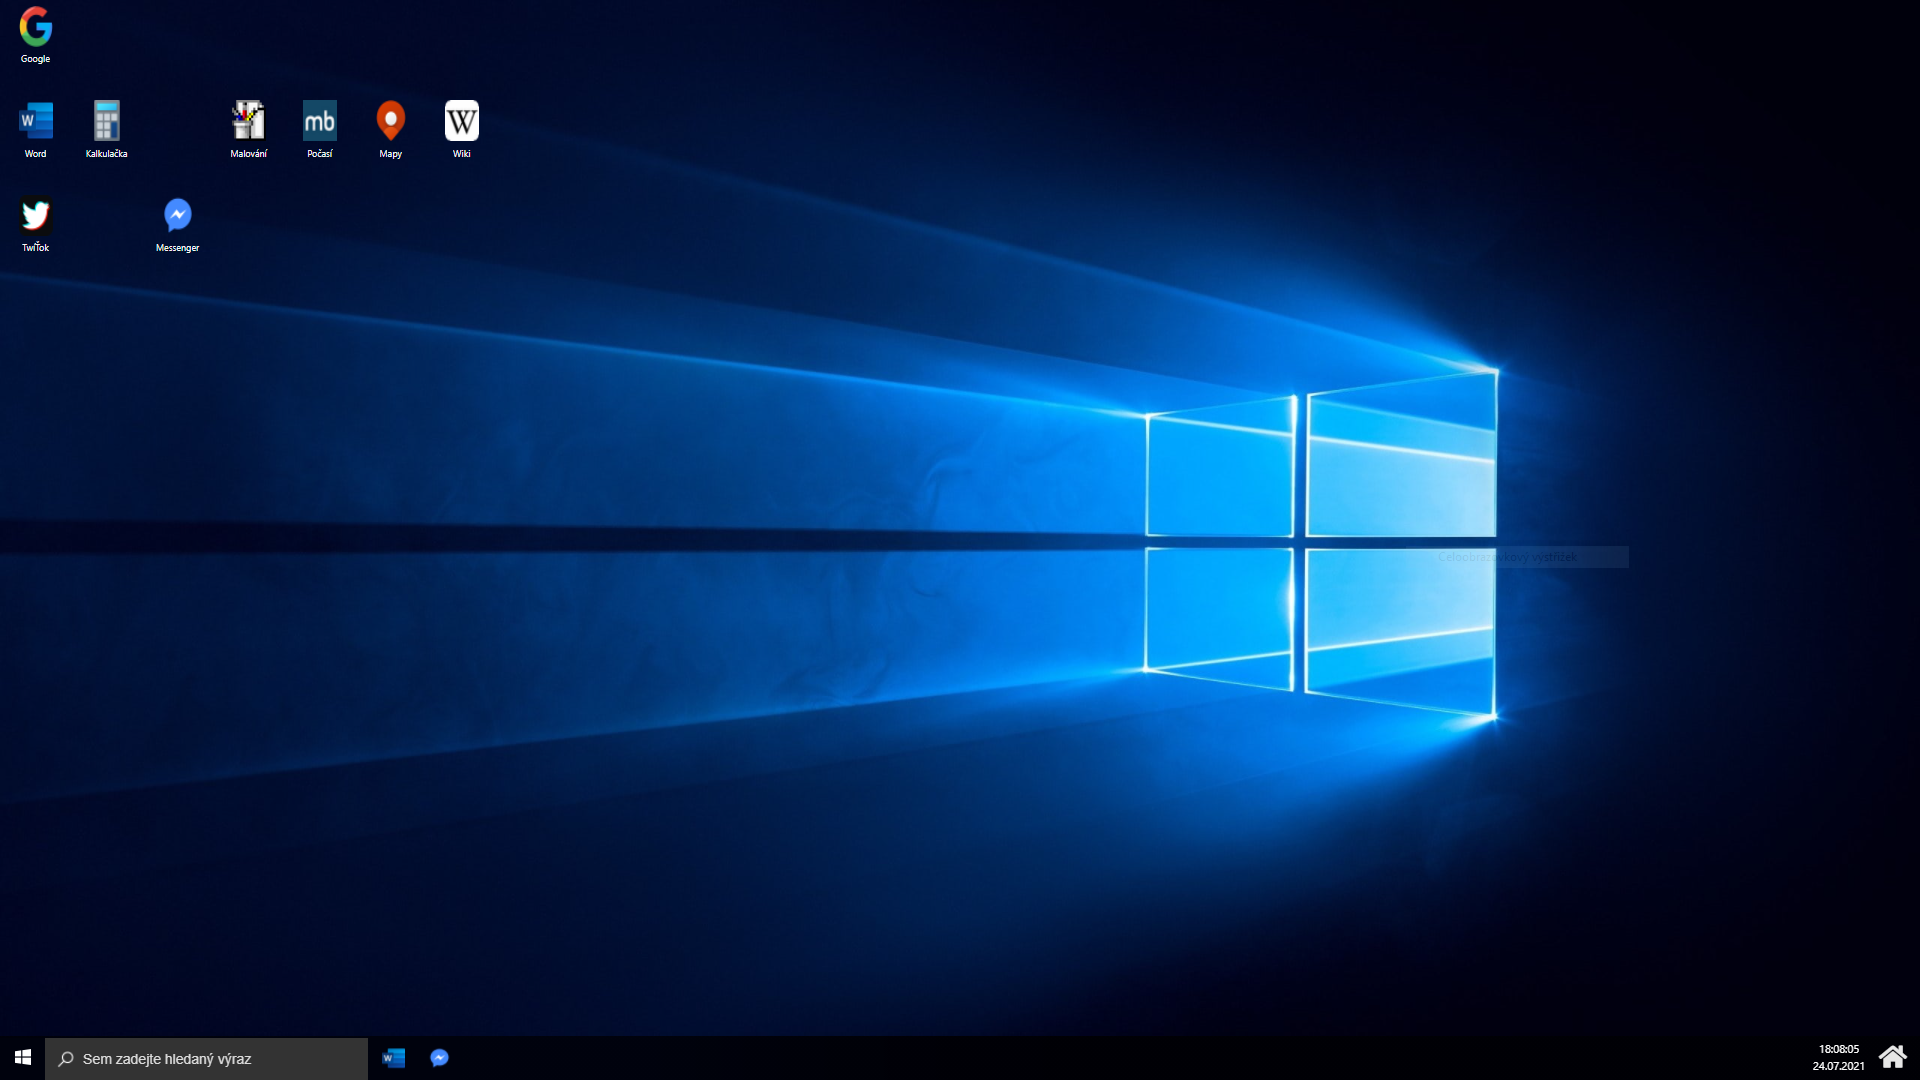 Google
W
Word
Kalkulačka
Malování
mb
Počasí
Mapy
W
Wiki
TwiTok
Messenger
Celoobrazovkový výstřižek
Sem zadejte hledaný výraz
W
18:08:05
24.07.2021